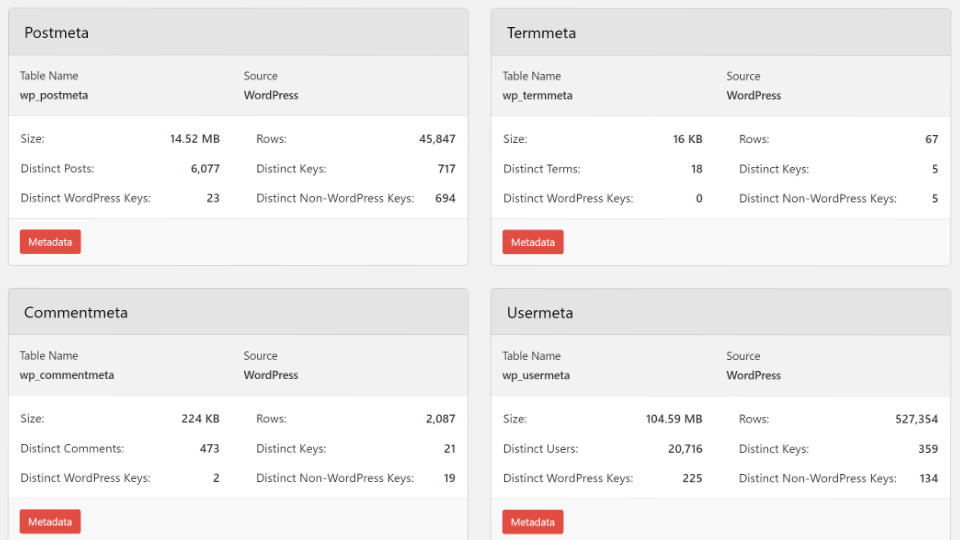 Postmeta
Table Name Source
wp_postmeta WordPress
Size: 14.52 MB Rows: 45,847
Distinct Posts: 6,077 Distinct Keys: 717
Distinct WordPress Keys: 23 Distinct Non-WordPress Keys: 694
Metadata
Termmeta
Table Name Source
wp_termmeta WordPress
Size: 16 KB Rows: 67
Distinct Terms: 18 Distinct Keys: 5
Distinct WordPress Keys: 0 Distinct Non-WordPress Keys: 5
Metadata
Commentmeta
Table Name Source
wp_commentmeta WordPress
Size: 224 KB Rows: 2,087
Distinct Comments: 473 Distinct Keys: 21
Distinct WordPress Keys: 2 Distinct Non-WordPress Keys: 19
Metadata
Usermeta
Table Name Source
wp_usermeta WordPress
Size: 104.59 MB Rows: 527,354
Distinct Users: 20,716 Distinct Keys: 359
Distinct WordPress Keys: 225 Distinct Non-WordPress Keys: 134
Metadata